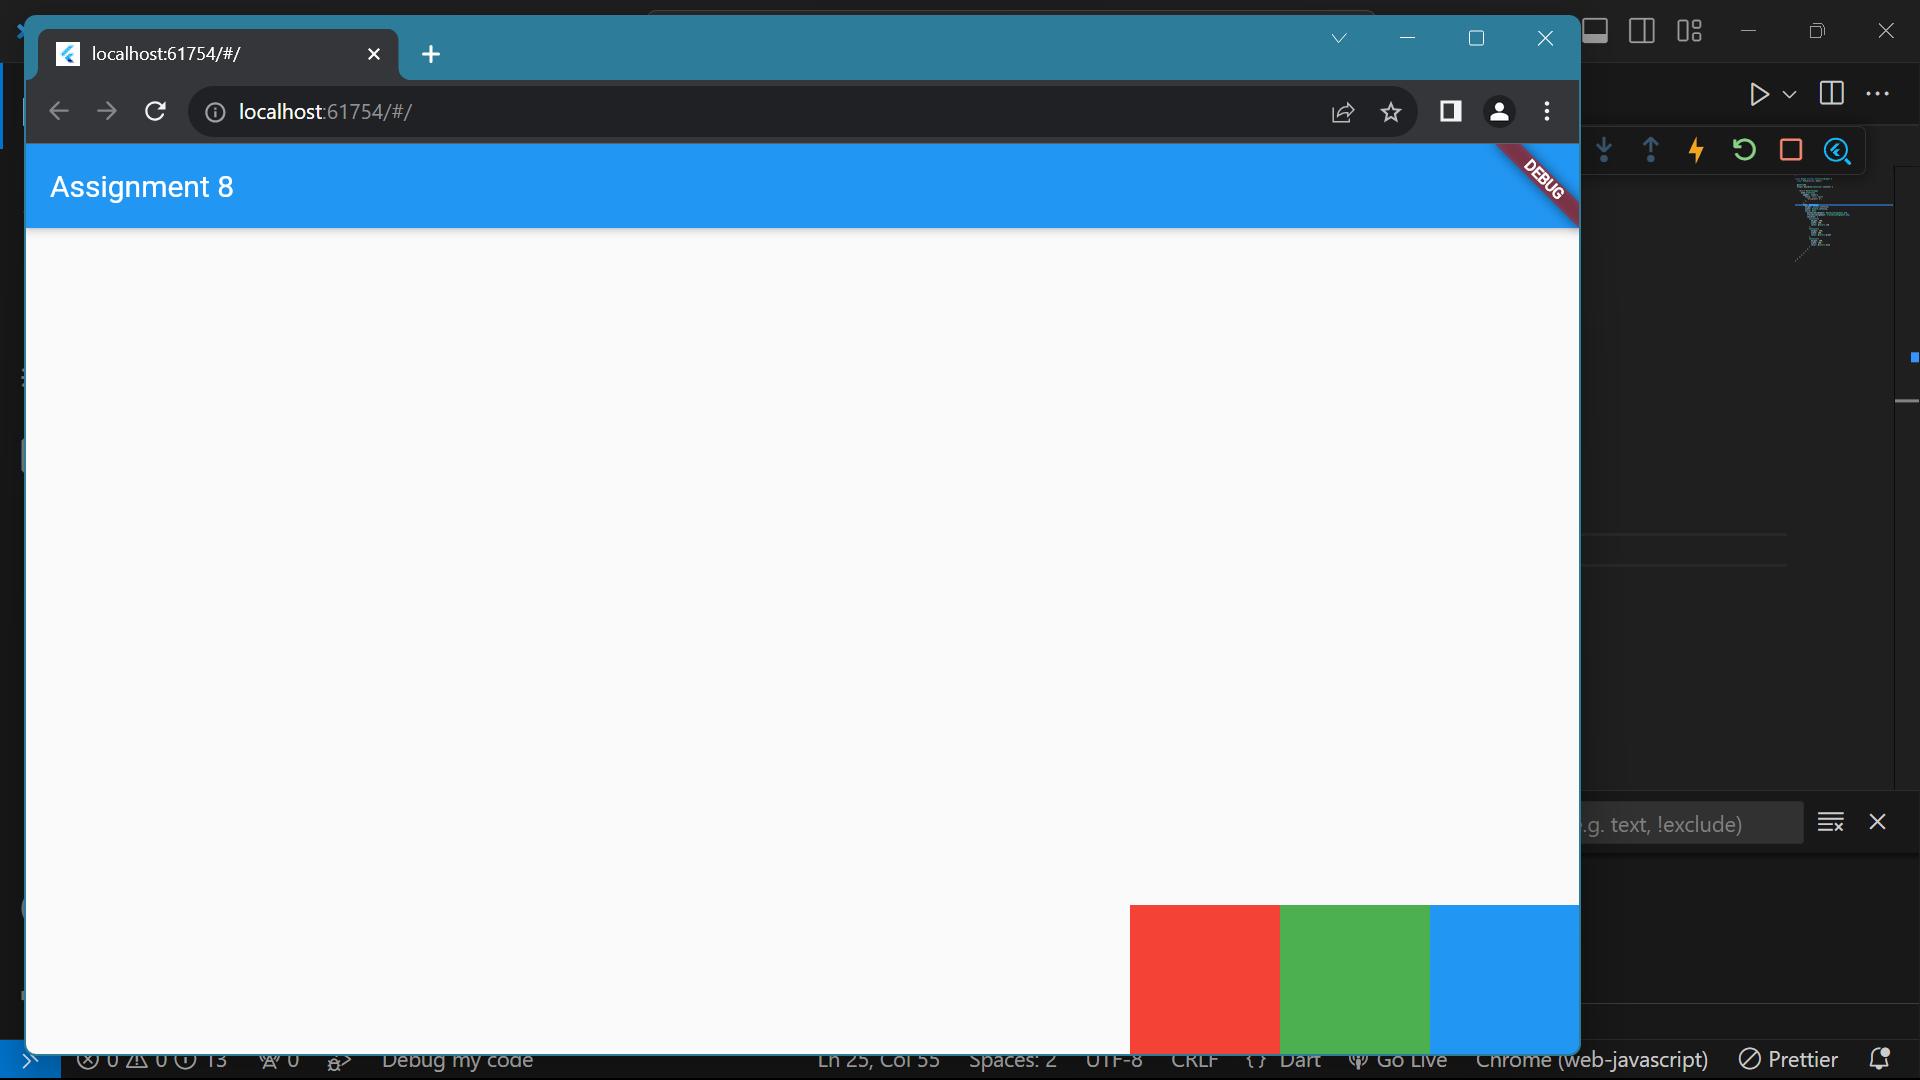 localhost:61754/#/
localhost:61754/#/
Assignment 8
DEBUG
.g. text, !exclude)
0 0 13 0 Debug my code Ln 25, Col 55 Spaces: 2 UTF-8 CRLF {} Dart Go Live Chrome (web-javascript) Prettier